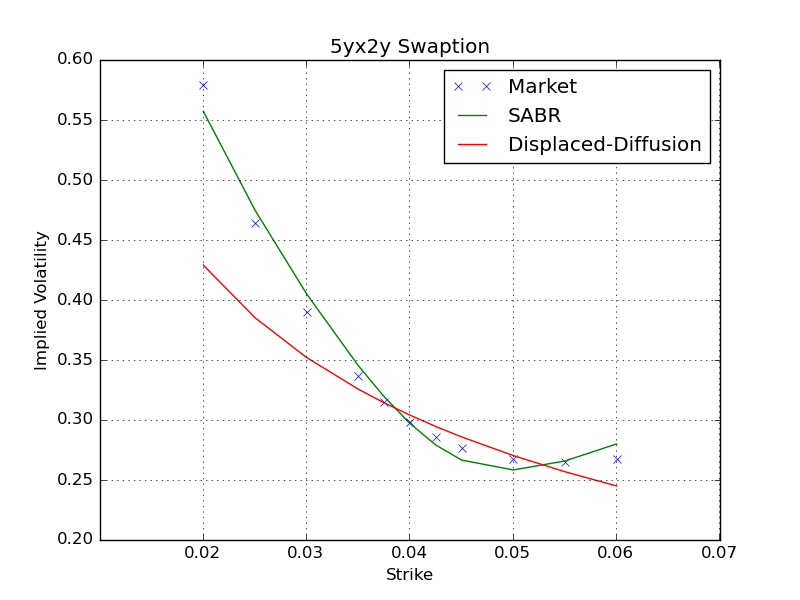 5yx2y Swaption
Market
SABR
Displaced-Diffusion
0.60
0.55
0.50
0.45
0.40
0.35
0.30
0.25
0.20
Implied Volatility
0.02 0.03 0.04 0.05 0.06 0.07
Strike